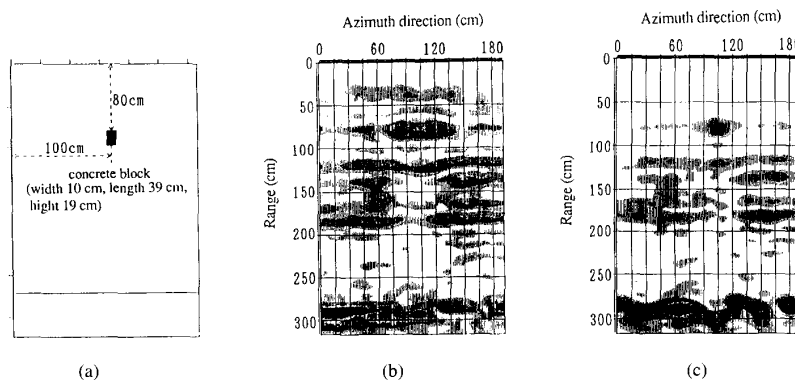 80cm
100cm
concrete block
(width 10 cm, length 39 cm,
hight 19 cm)
(a)
Azimuth direction (cm)
0 60 120 180
0
50
100
150
200
250
300
Range (cm)
(b)
Azimuth direction (cm)
0 60 120 180
0
50
100
150
200
250
300
Range (cm)
(c)